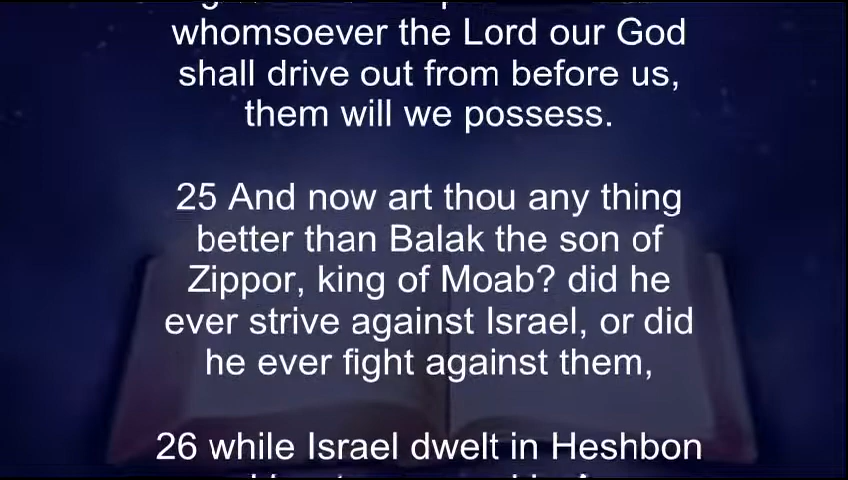 whomsoever the Lord our God
shall drive out from before us,
them will we possess.
25 And now art thou any thing
better than Balak the son of
Zippor, king of Moab? did he
ever strive against Israel, or did
he ever fight against them,
26 while Israel dwelt in Heshbon